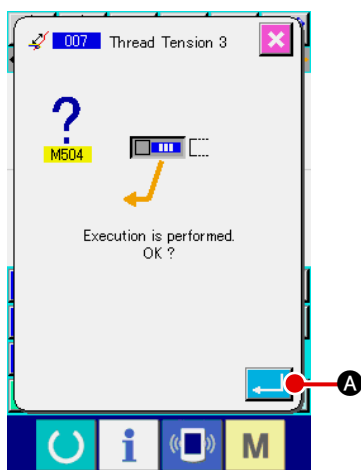 007 Thread Tension 3
?
M504
Execution is performed.
OK ?
A
i
M